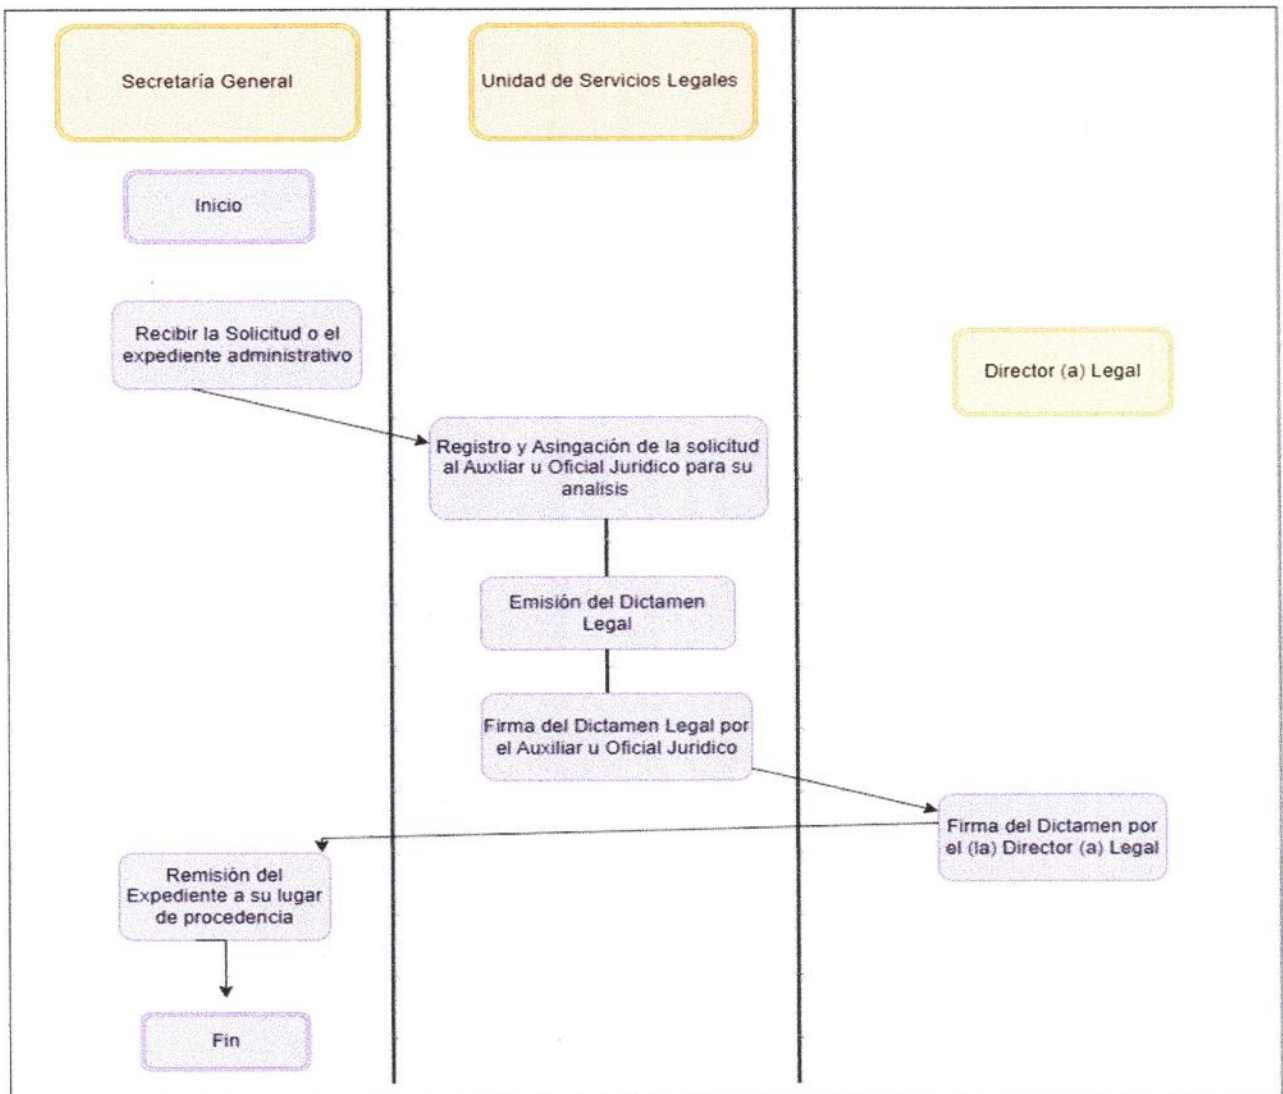 Secretaría General
Unidad de Servicios Legales
Inicio
Recibir la Solicitud o el
expediente administrativo
Director (a) Legal
Registro y Asingación de la solicitud
al Auxliar u Oficial Juridico para su
analisis
Emisión del Dictamen
Legal
Firma del Dictamen Legal por
el Auxiliar u Oficial Juridico
Firma del Dictamen por
el (la) Director (a) Legal
Remisión del
Expediente a su lugar
de procedencia
Fin